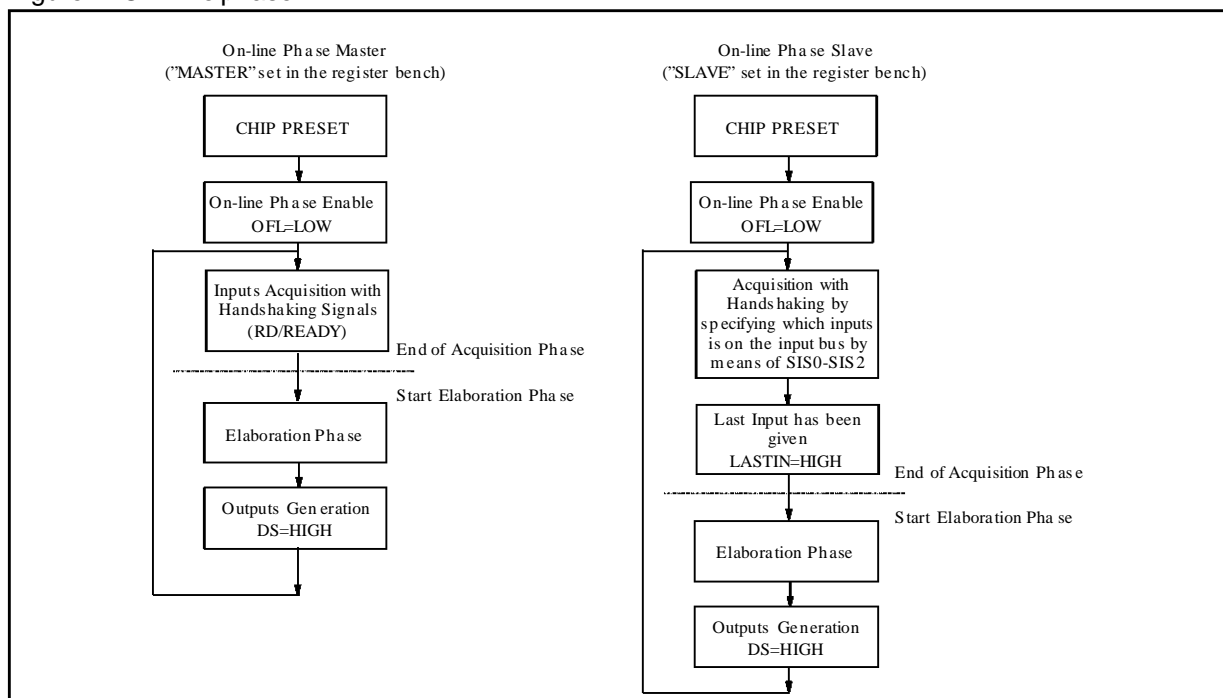 On-line Phase Master
("MASTER" set in the register bench)
CHIP PRESET
On-line Phase Enable
OFL=LOW
Inputs Acquisition with
Handshaking Signals
(RD/READY)
End of Acquisition Phase
Start Elaboration Phase
Elaboration Phase
Outputs Generation
DS=HIGH
On-line Phase Slave
("SLAVE" set in the register bench)
CHIP PRESET
On-line Phase Enable
OFL=LOW
Acquisition with
Handshaking by
specifying which inputs
is on the input bus by
means of SIS0-SIS2
Last Input has been
given
LASTIN=HIGH
End of Acquisition Phase
Start Elaboration Phase
Elaboration Phase
Outputs Generation
DS=HIGH